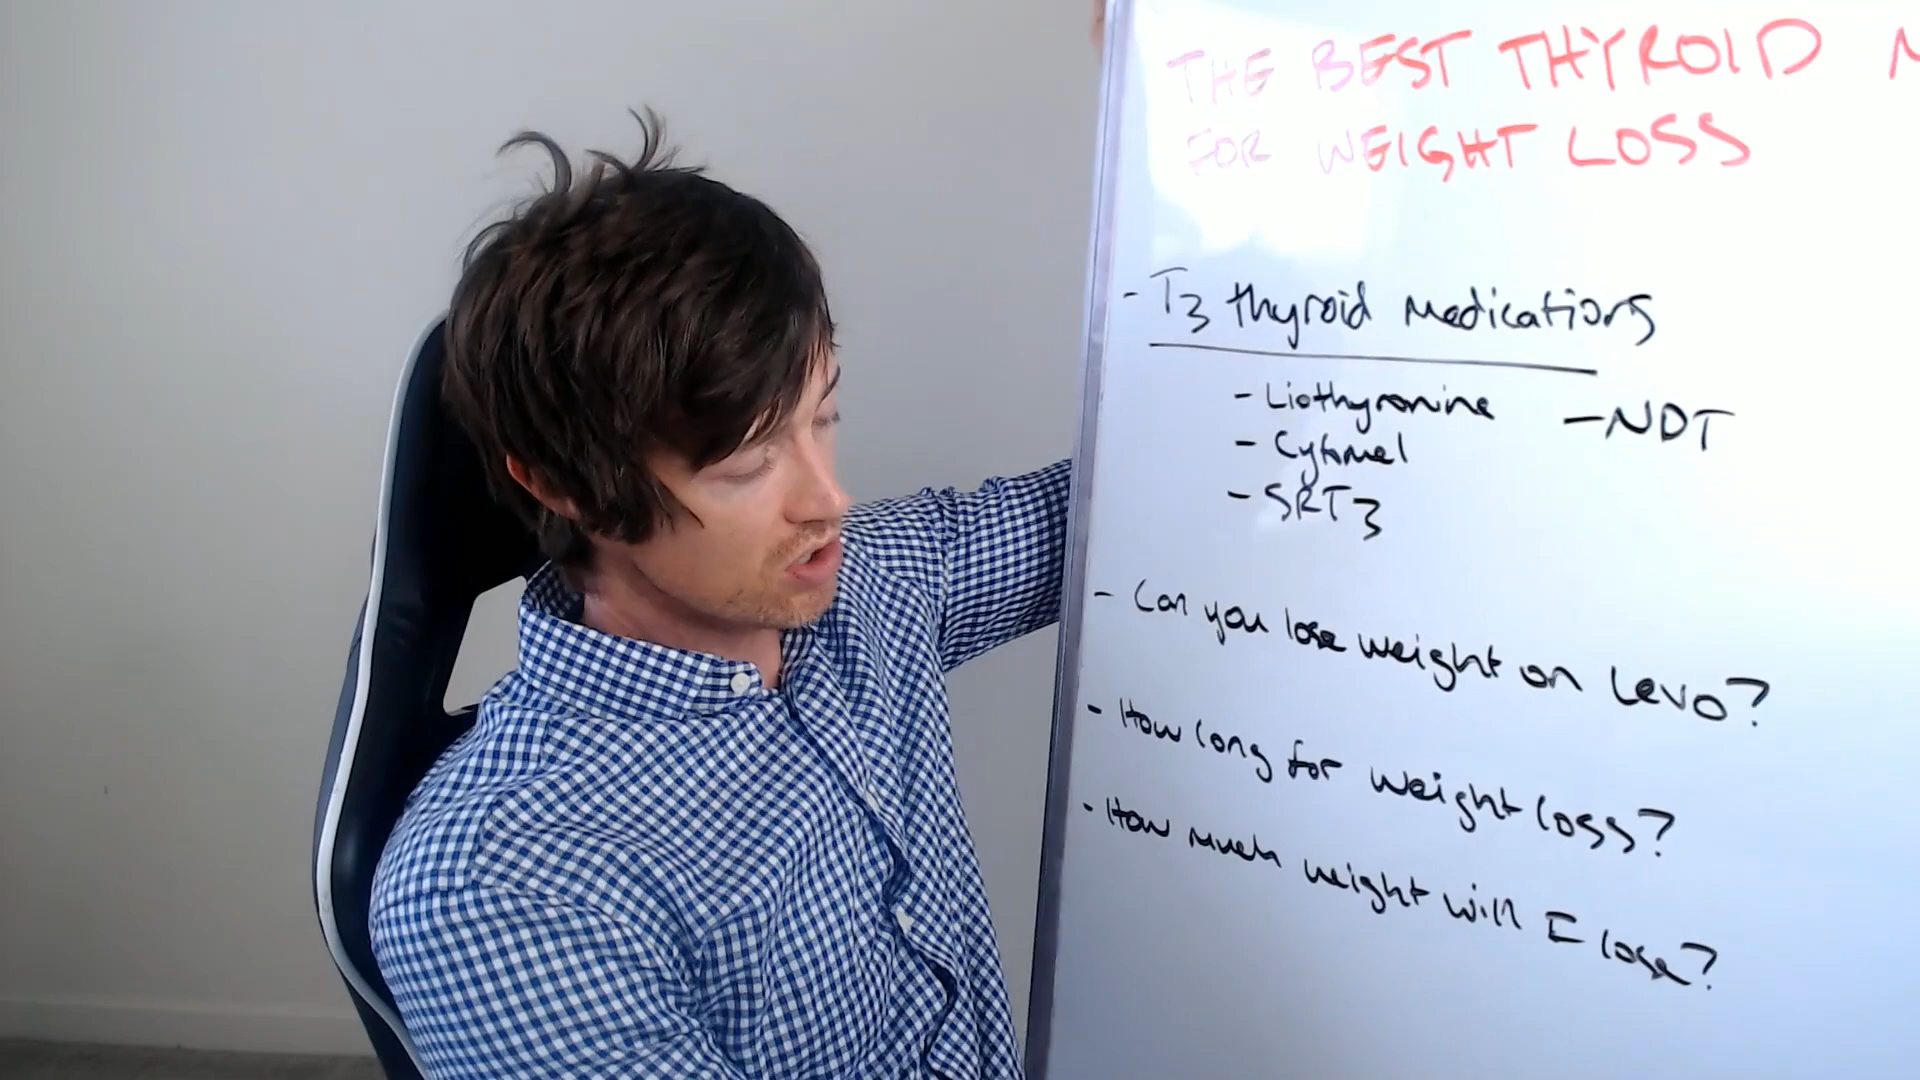 THE BEST THYROID
FOR WEIGHT LOSS
- T3 thyroid medications
- Liothyronine - NDT
- Cytomel
- SRT3
- Can you lose weight on Levo?
- How long for weight loss?
- How much weight will I lose?